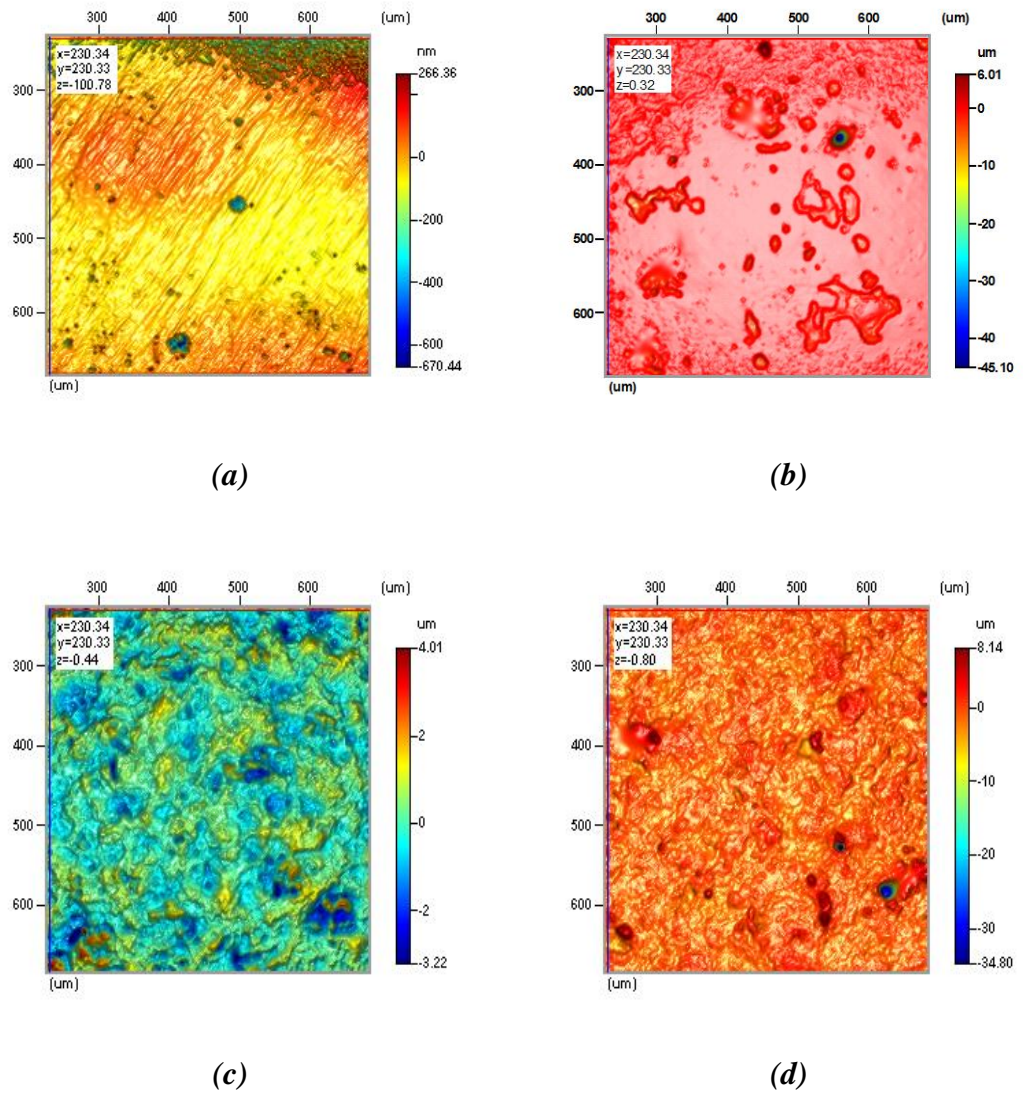 300 400 500 600 (um)
x=230.34
y=230.33
z=-100.78
300
400
500
600
(um)
nm
266.36
0
-200
-400
-600
-670.44
(a)
300 400 500 600 (um)
x=230.34
y=230.33
z=0.32
300
400
500
600
(um)
um
6.01
0
-10
-20
-30
-40
-45.10
(b)
300 400 500 600 (um)
x=230.34
y=230.33
z=-0.44
300
400
500
600
(um)
um
4.01
2
0
-2
-3.22
(c)
300 400 500 600 (um)
x=230.34
y=230.33
z=-0.80
300
400
500
600
(um)
um
8.14
0
-10
-20
-30
-34.80
(d)